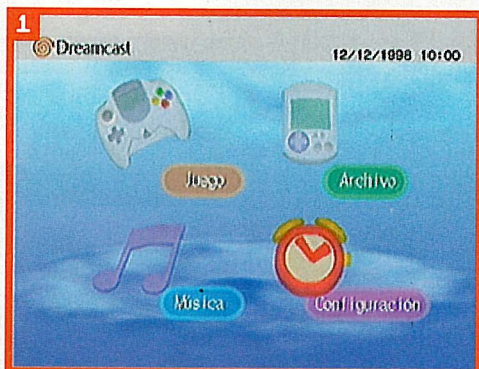 1
Dreamcast
12/12/1998 10:00
Juego
Archivo
Música
Configuración